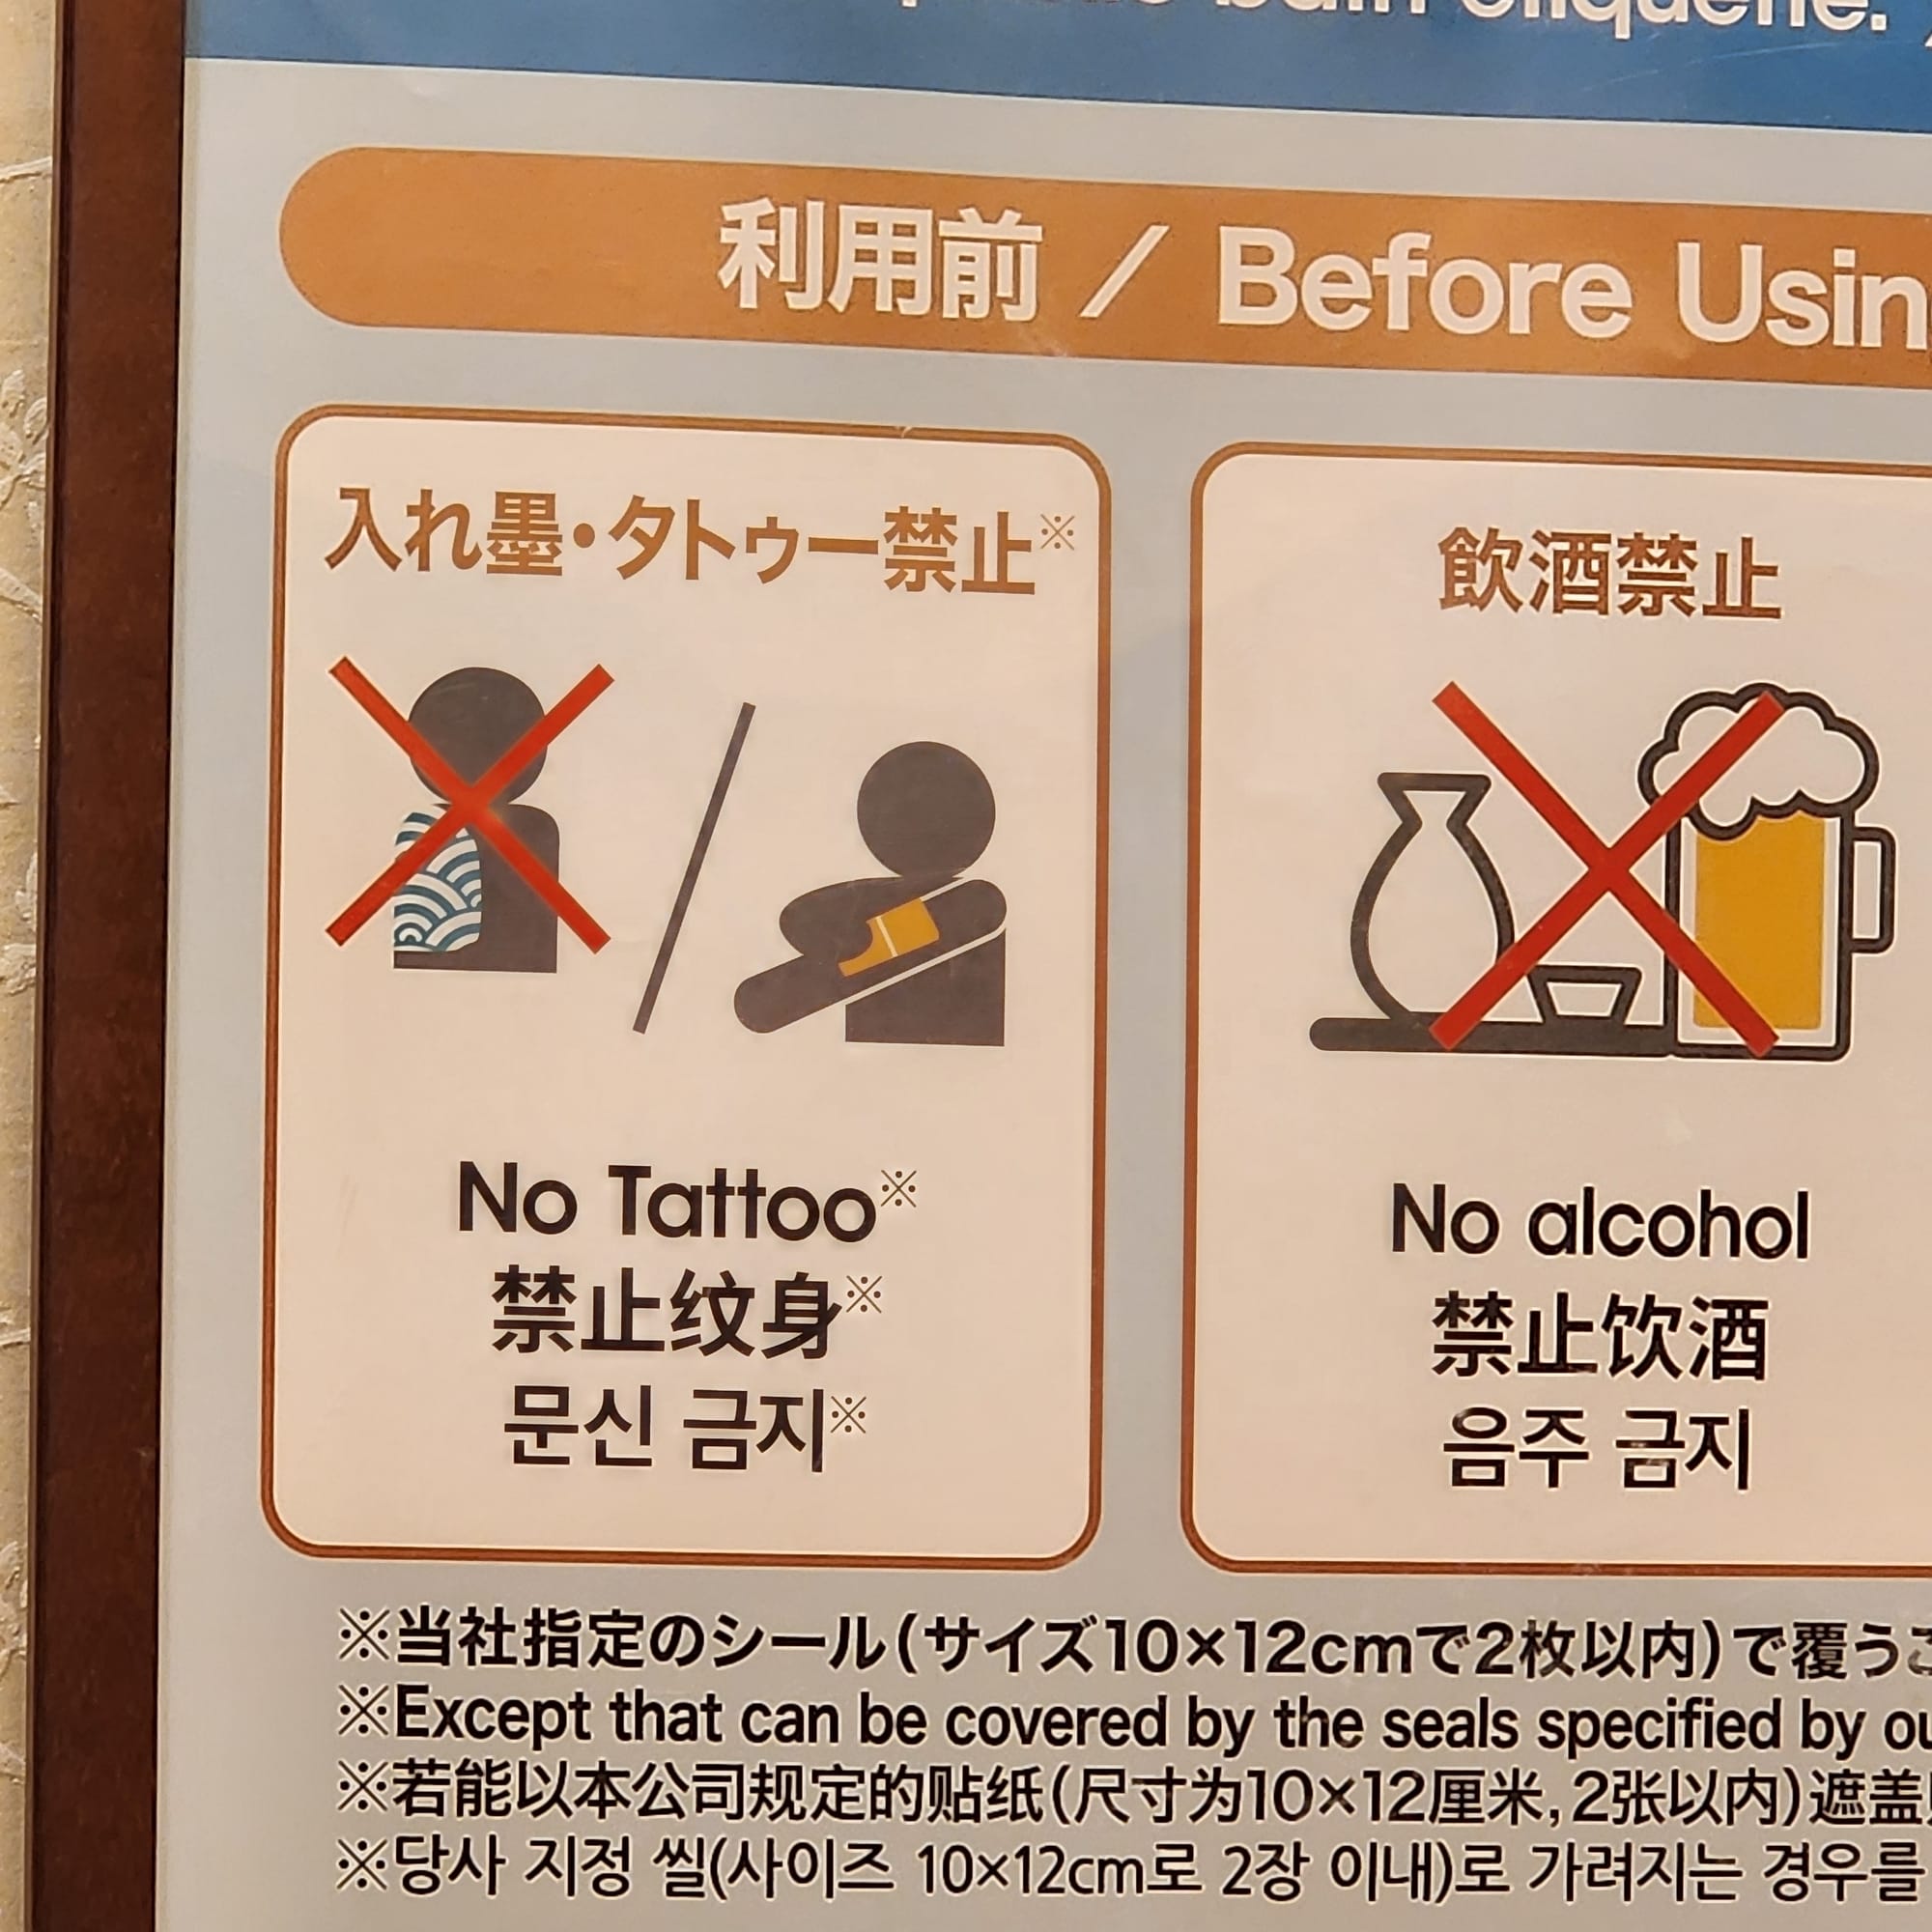 bath etiquette.
利用前 / Before Usin
入れ墨・タトゥー禁止※
No Tattoo※
禁止纹身※
문신 금지※
飲酒禁止
No alcohol
禁止饮酒
음주 금지
※当社指定のシール(サイズ10×12cmで2枚以内)で覆うこ
※Except that can be covered by the seals specified by ou
※若能以本公司规定的贴纸(尺寸为10×12厘米,2张以内)遮盖
※당사 지정 씰(사이즈 10×12cm로 2장 이내)로 가려지는 경우를